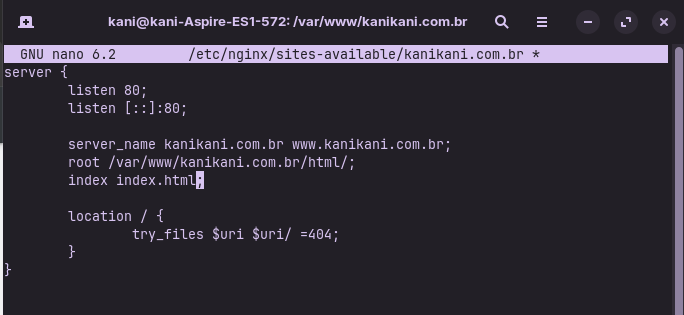 kani@kani-Aspire-ES1-572: /var/www/kanikani.com.br
GNU nano 6.2 /etc/nginx/sites-available/kanikani.com.br *
server {
listen 80;
listen [::]:80;
server_name kanikani.com.br www.kanikani.com.br;
root /var/www/kanikani.com.br/html/;
index index.html;
location / {
try_files $uri $uri/ =404;
}
}